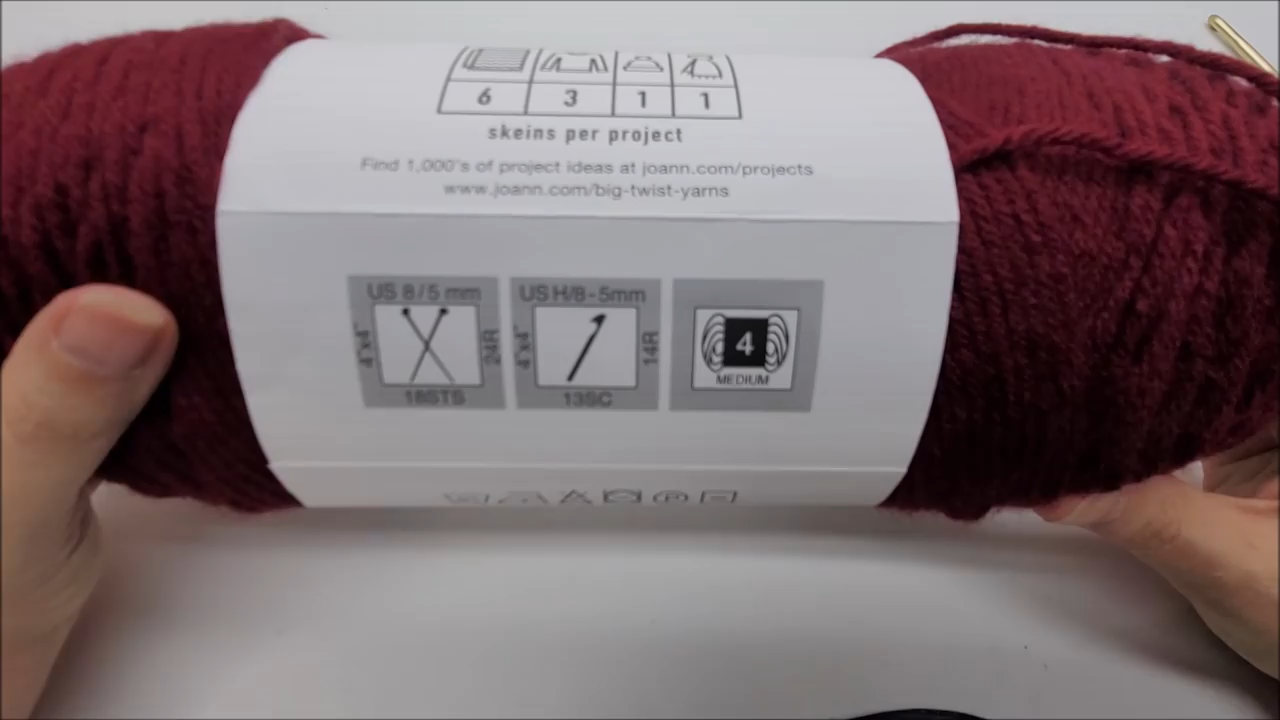 6 3 1 1
skeins per project
Find 1,000's of project ideas at joann.com/projects
www.joann.com/big-twist-yarns
US 8/5 mm
4"x4"
24R
18STS
US H/8-5mm
4"x4"
14R
13SC
4
MEDIUM